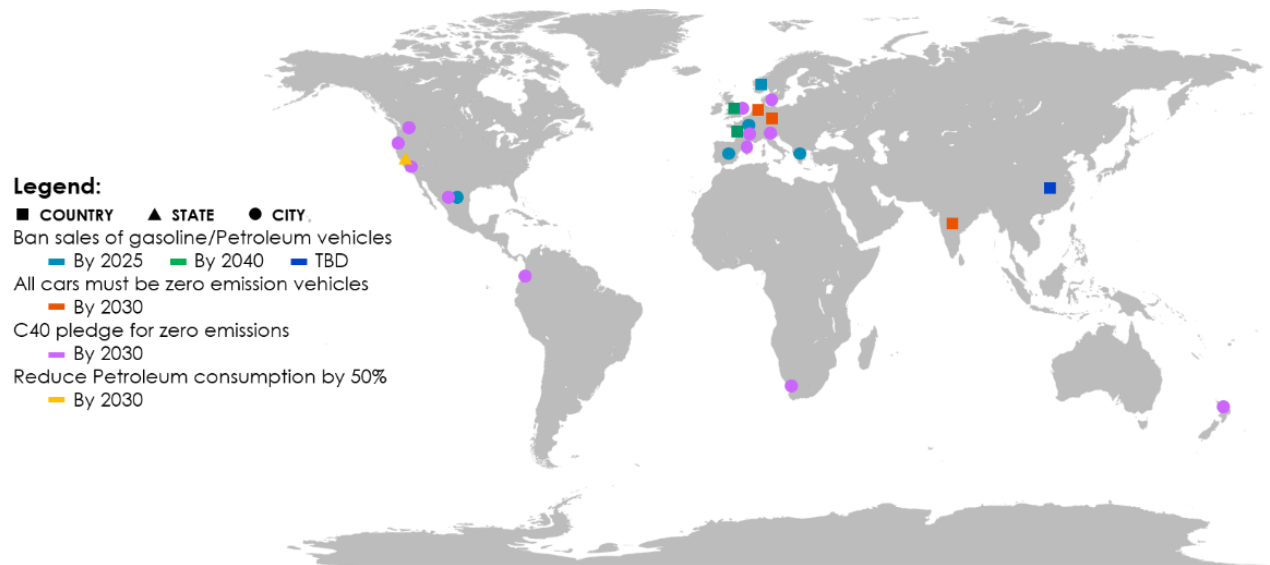 Legend:
COUNTRY STATE CITY
Ban sales of gasoline/Petroleum vehicles
By 2025 By 2040 TBD
All cars must be zero emission vehicles
By 2030
C40 pledge for zero emissions
By 2030
Reduce Petroleum consumption by 50%
By 2030